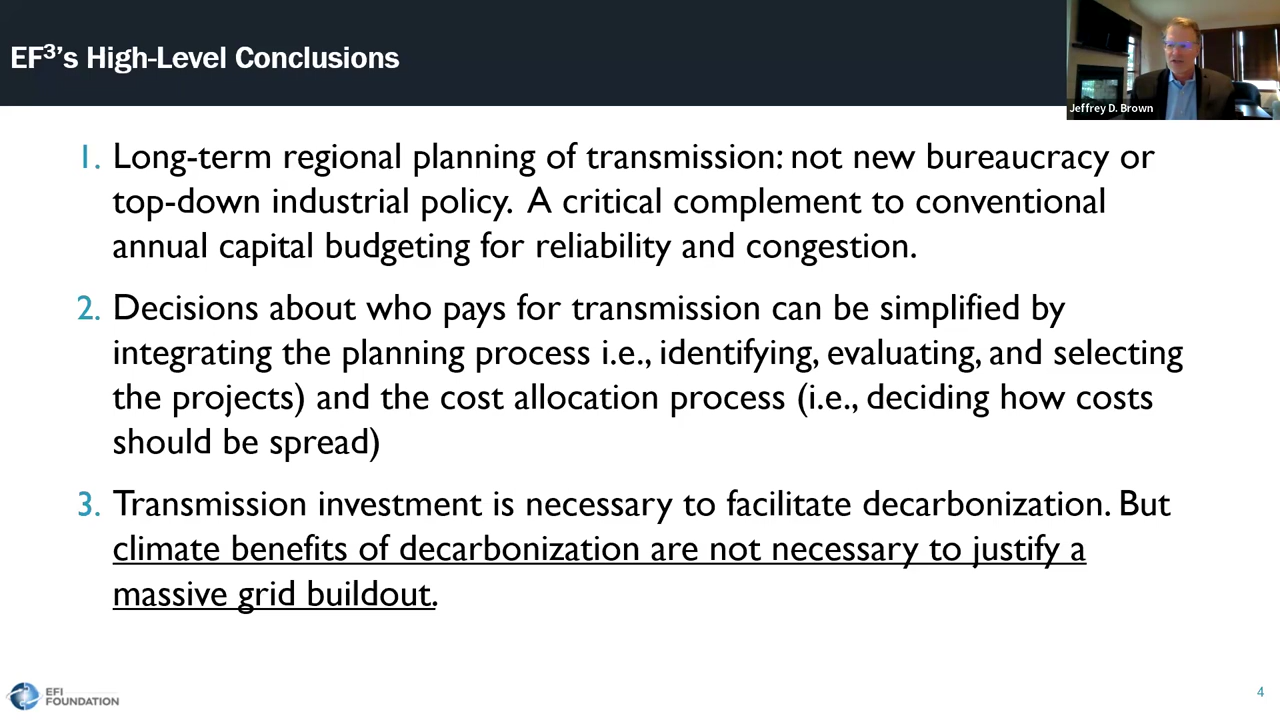 EF³'s High-Level Conclusions
Jeffrey D. Brown
1. Long-term regional planning of transmission: not new bureaucracy or
top-down industrial policy. A critical complement to conventional
annual capital budgeting for reliability and congestion.
2. Decisions about who pays for transmission can be simplified by
integrating the planning process i.e., identifying, evaluating, and selecting
the projects) and the cost allocation process (i.e., deciding how costs
should be spread)
3. Transmission investment is necessary to facilitate decarbonization. But
climate benefits of decarbonization are not necessary to justify a
massive grid buildout.
EFI
FOUNDATION
4